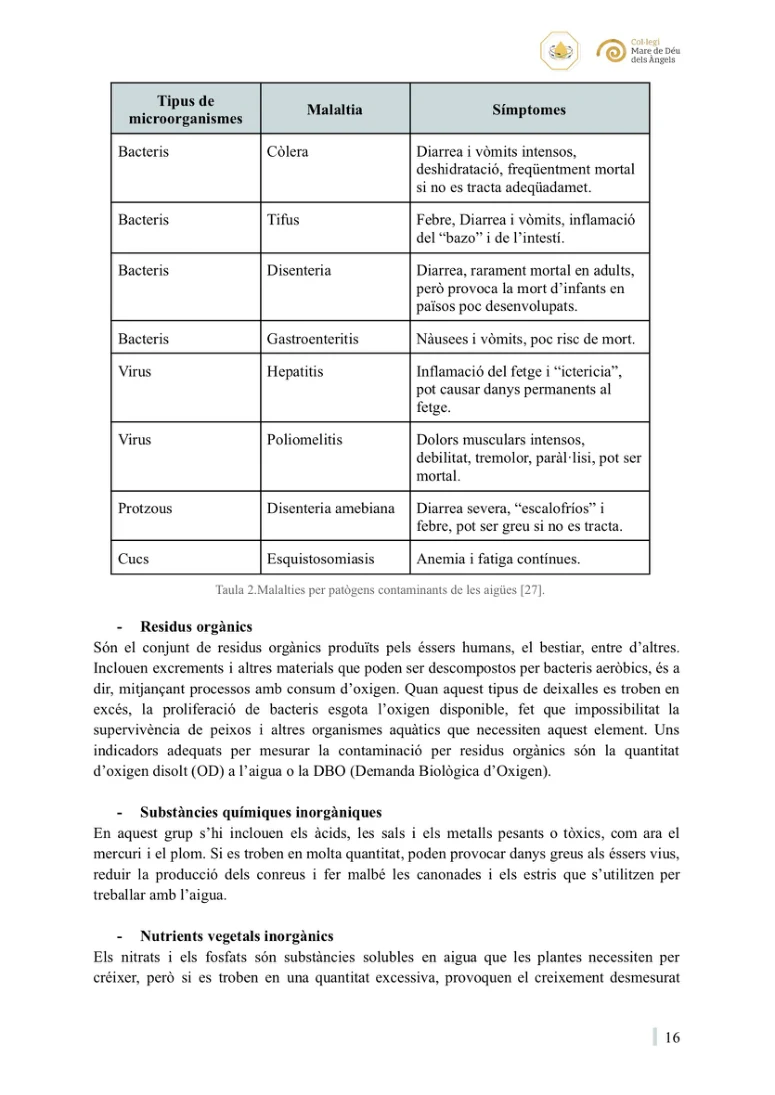 Col·legi
Mare de Déu
dels Àngels
Tipus de
microorganismes
Malaltia
Símptomes
Bacteris
Còlera
Diarrea i vòmits intensos,
deshidratació, freqüentment mortal
si no es tracta adeqüadamet.
Bacteris
Tifus
Febre, Diarrea i vòmits, inflamació
del “bazo” i de l’intestí.
Bacteris
Disenteria
Diarrea, rarament mortal en adults,
però provoca la mort d’infants en
països poc desenvolupats.
Bacteris
Gastroenteritis
Nàusees i vòmits, poc risc de mort.
Virus
Hepatitis
Inflamació del fetge i “ictericia”,
pot causar danys permanents al
fetge.
Virus
Poliomelitis
Dolors musculars intensos,
debilitat, tremolor, paràl·lisi, pot ser
mortal.
Protzous
Disenteria amebiana
Diarrea severa, “escalofríos” i
febre, pot ser greu si no es tracta.
Cucs
Esquistosomiasis
Anemia i fatiga contínues.
Taula 2.Malalties per patògens contaminants de les aigües [27].
- Residus orgànics
Són el conjunt de residus orgànics produïts pels éssers humans, el bestiar, entre d’altres.
Inclouen excrements i altres materials que poden ser descompostos per bacteris aeròbics, és a
dir, mitjançant processos amb consum d’oxigen. Quan aquest tipus de deixalles es troben en
excés, la proliferació de bacteris esgota l’oxigen disponible, fet que impossibilitat la
supervivència de peixos i altres organismes aquàtics que necessiten aquest element. Uns
indicadors adequats per mesurar la contaminació per residus orgànics són la quantitat
d’oxigen disolt (OD) a l’aigua o la DBO (Demanda Biològica d’Oxigen).
- Substàncies químiques inorgàniques
En aquest grup s’hi inclouen els àcids, les sals i els metalls pesants o tòxics, com ara el
mercuri i el plom. Si es troben en molta quantitat, poden provocar danys greus als éssers vius,
reduir la producció dels conreus i fer malbé les canonades i els estris que s’utilitzen per
treballar amb l’aigua.
- Nutrients vegetals inorgànics
Els nitrats i els fosfats són substàncies solubles en aigua que les plantes necessiten per
créixer, però si es troben en una quantitat excessiva, provoquen el creixement desmesurat
16